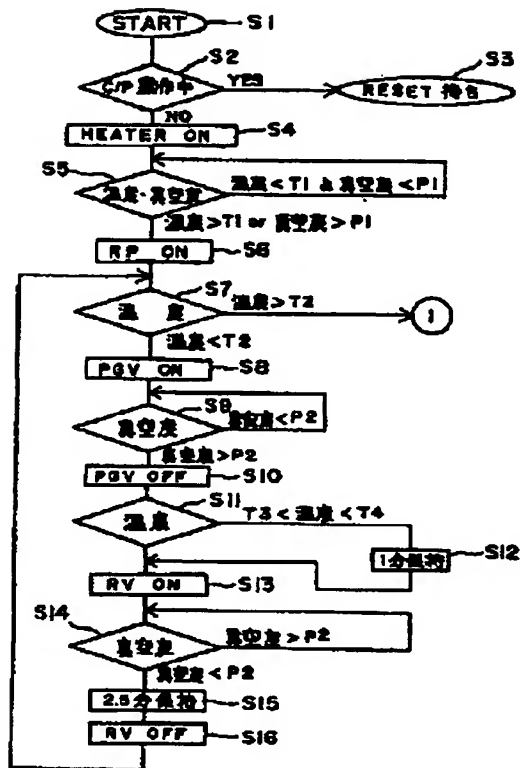 START S1
S2
C/P 動作中 YES
S3
RESET 待合
NO
HEATER ON S4
S5
温度・真空度
温度<T1 & 真空度<P1
温度>T1 or 真空度>P1
RP ON S6
S7
温 度
温度>T2
1
温度<T2
PGV ON S8
S9
真空度
真空度<P2
真空度>P2
PGV OFF S10
S11
温度
T3<温度<T4
1分保持 S12
RV ON S13
S14
真空度
真空度>P2
真空度<P2
2.5分保持 S15
RV OFF S16